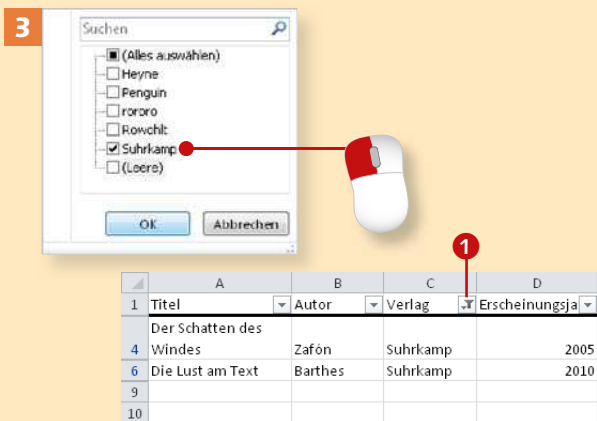 3
Suchen
(Alles auswählen)
Heyne
Penguin
rororo
Rowohlt
Suhrkamp
(Leere)
OK Abbrechen
1
A B C D
1 Titel Autor Verlag Erscheinungsja
Der Schatten des
4 Windes Zafón Suhrkamp 2005
6 Die Lust am Text Barthes Suhrkamp 2010
9
10